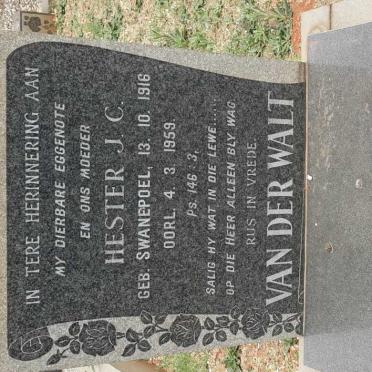 IN TERE HERINNERING AAN
MY DIERBARE EGGENOTE
EN ONS MOEDER
HESTER J. C.
GEB: SWANEPOEL, 13. 10. 1916
OORL. 4. 3. 1959.
Ps. 146 : 3,
SALIG HY WAT IN DIE LEWE......
OP DIE HEER ALLEEN BLY WAG
RUS IN VREDE
VAN DER WALT